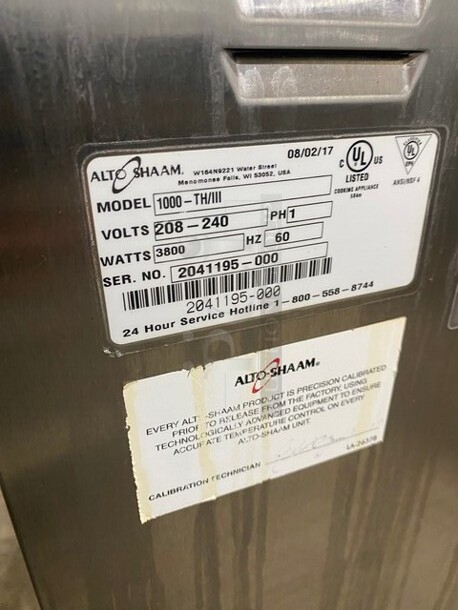 ALTO SHAAM.
W164N9221 Water Street
Menomonee Falls, WI 53052, USA
08/02/17
C UL US
LISTED
COOKING APPLIANCE
UL
EPH
ANSI/NSF 4
MODEL 1000-TH/III
VOLTS 208-240 PH 1
WATTS 3800 HZ 60
SER. NO. 2041195-000
2041195-000
24 Hour Service Hotline 1-800-558-8744
ALTO-SHAAM®
EVERY ALTO-SHAAM PRODUCT IS PRECISION CALIBRATED
PRIOR TO RELEASE FROM THE FACTORY, USING
TECHNOLOGICALLY ADVANCED EQUIPMENT TO ENSURE
ACCURATE TEMPERATURE CONTROL ON EVERY
ALTO-SHAAM UNIT.
CALIBRATION TECHNICIAN